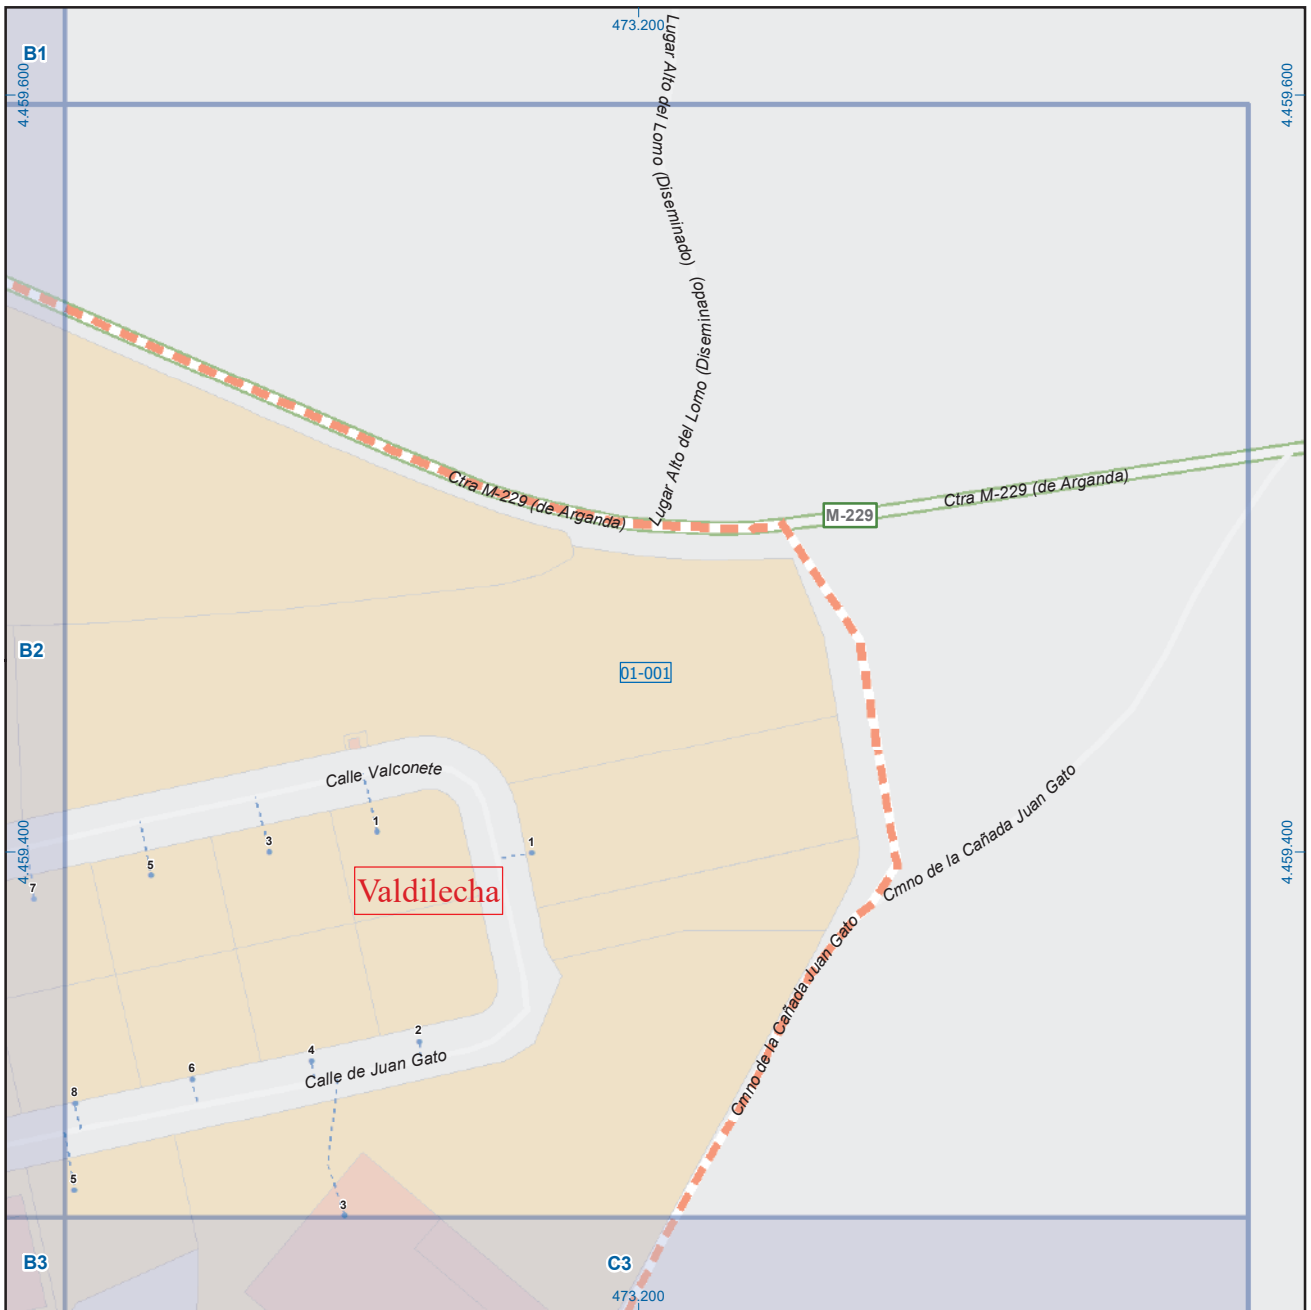 473.200
B1
4.459.600
4.459.600
Lugar Alto del Lomo (Diseminado)
Lugar Alto del Lomo (Diseminado)
Ctra M-229 (de Arganda)
M-229
Ctra M-229 (de Arganda)
B2
01-001
Calle Valconete
1
3
5
7
1
4.459.400
4.459.400
Valdilecha
Cmno de la Cañada Juan Gato
Cmno de la Cañada Juan Gato
2
4
6
8
Calle de Juan Gato
5
3
B3
C3
473.200